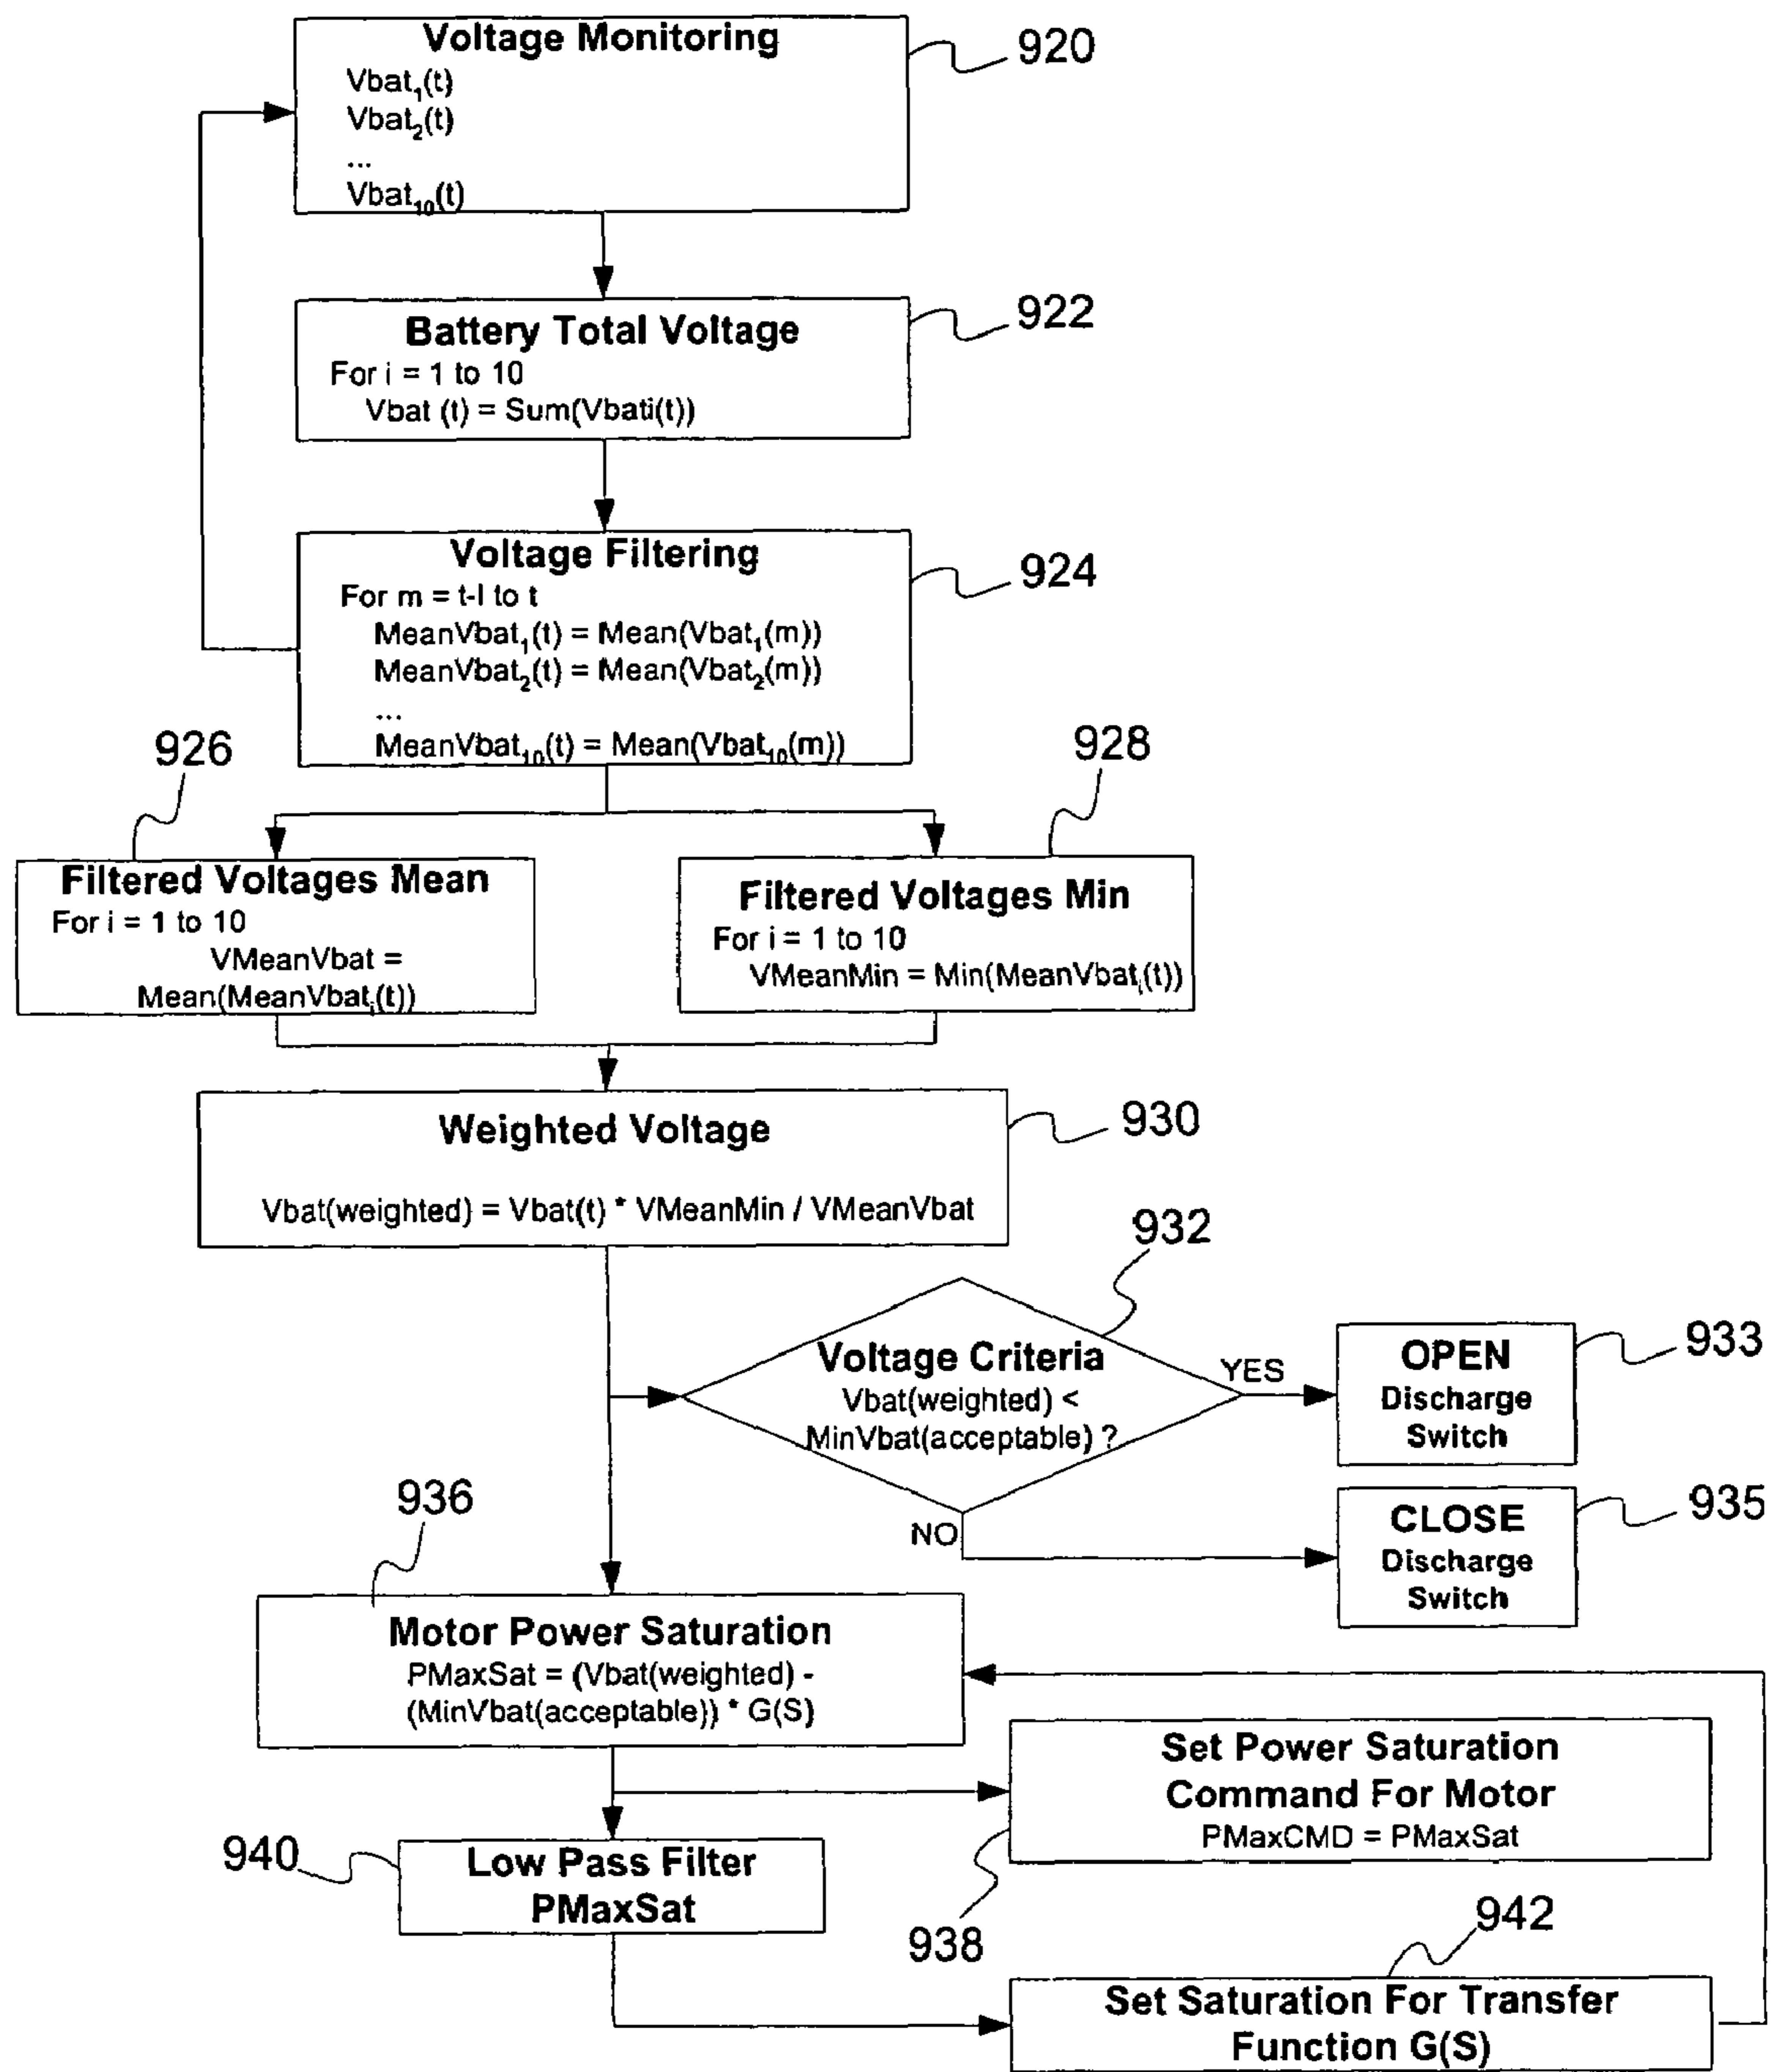 Voltage Monitoring
920
Vbat₁(t)
Vbat₂(t)
...
Vbat₁₀(t)
Battery Total Voltage
922
For i = 1 to 10
Vbat (t) = Sum(Vbati(t))
Voltage Filtering
924
For m = t-l to t
MeanVbat₁(t) = Mean(Vbat₁(m))
MeanVbat₂(t) = Mean(Vbat₂(m))
...
MeanVbat₁₀(t) = Mean(Vbat₁₀(m))
926
928
Filtered Voltages Mean
For i = 1 to 10
VMeanVbat =
Mean(MeanVbatᵢ(t))
Filtered Voltages Min
For i = 1 to 10
VMeanMin = Min(MeanVbatᵢ(t))
Weighted Voltage
930
Vbat(weighted) = Vbat(t) * VMeanMin / VMeanVbat
932
Voltage Criteria
Vbat(weighted) <
MinVbat(acceptable) ?
YES
OPEN
Discharge
Switch
933
NO
CLOSE
Discharge
Switch
935
936
Motor Power Saturation
PMaxSat = (Vbat(weighted) -
(MinVbat(acceptable)) * G(S)
Set Power Saturation
Command For Motor
PMaxCMD = PMaxSat
938
940
Low Pass Filter
PMaxSat
942
Set Saturation For Transfer
Function G(S)